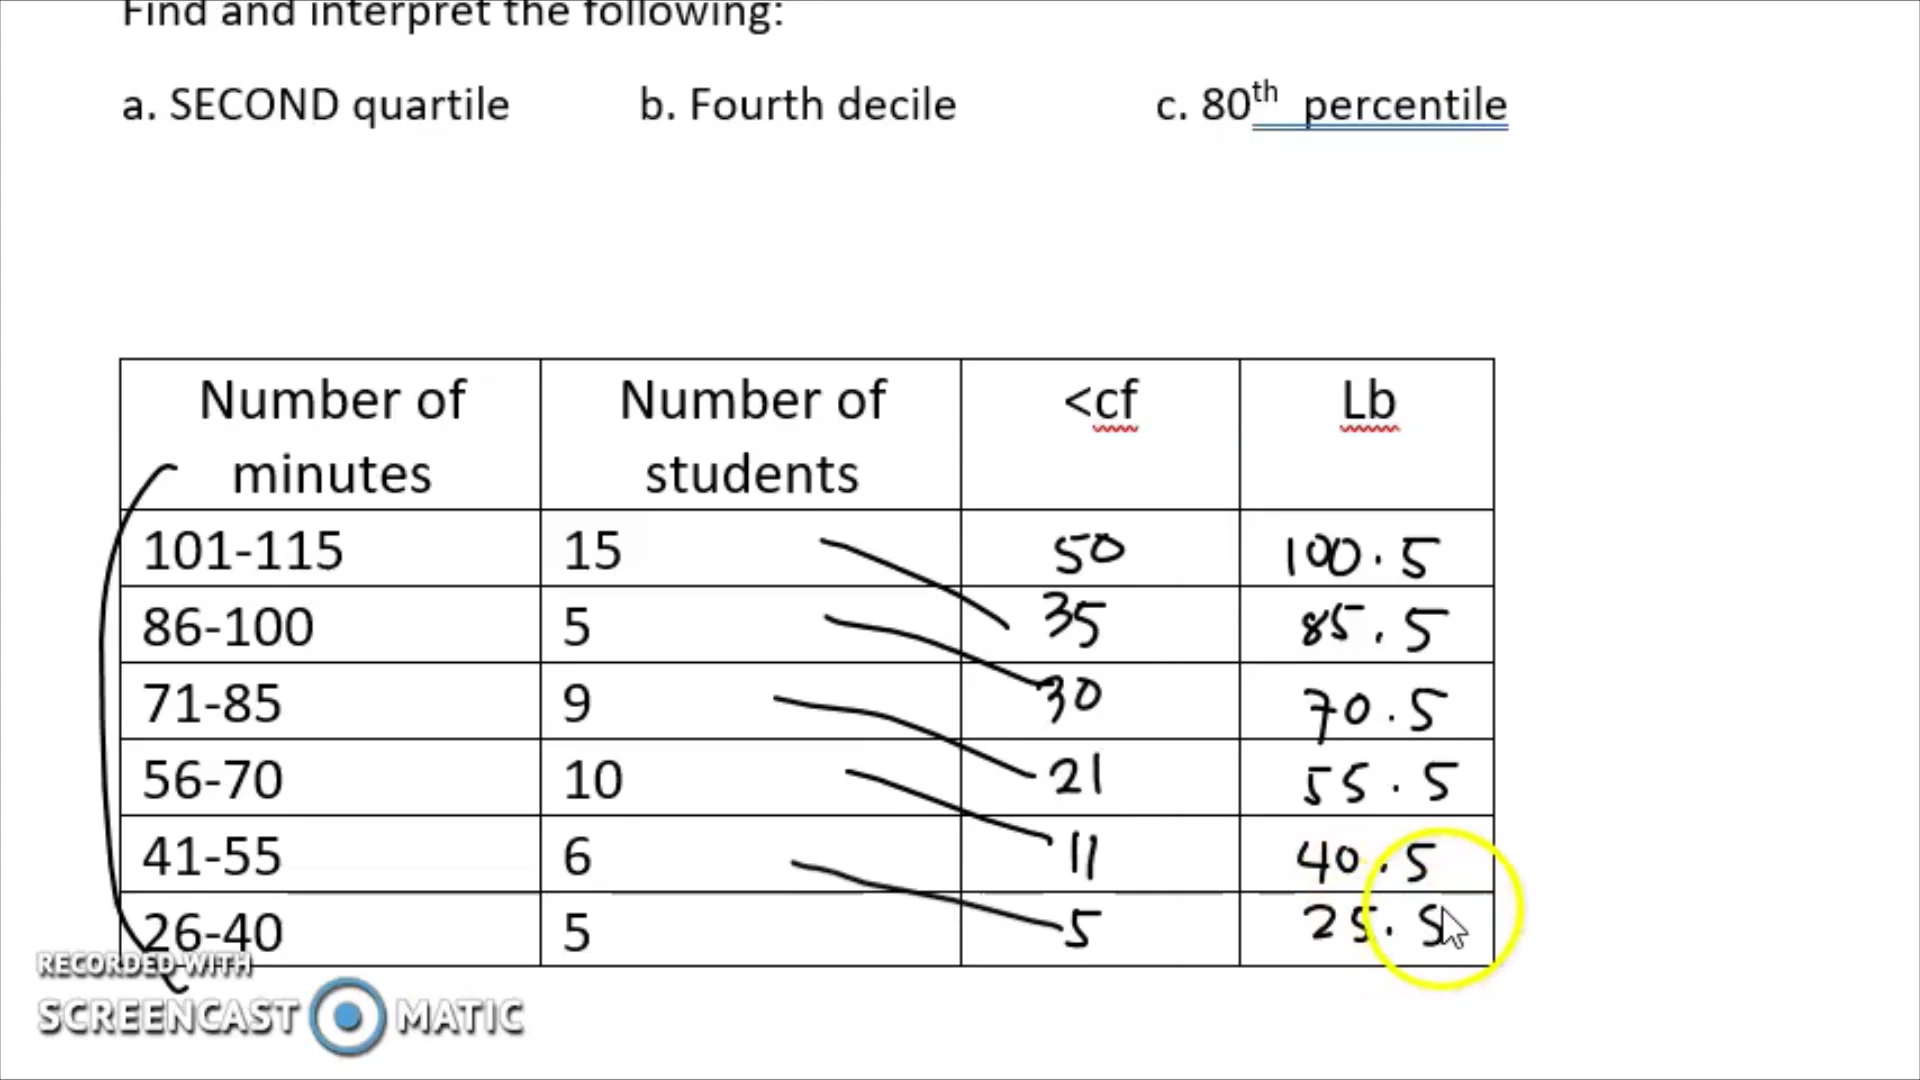 Find and interpret the following:
a. SECOND quartile b. Fourth decile c. 80th percentile
Number of minutes Number of students <cf Lb
101-115 15 50 100.5
86-100 5 35 85.5
71-85 9 30 70.5
56-70 10 21 55.5
41-55 6 11 40.5
26-40 5 5 25.5
RECORDED WITH
SCREENCAST MATIC